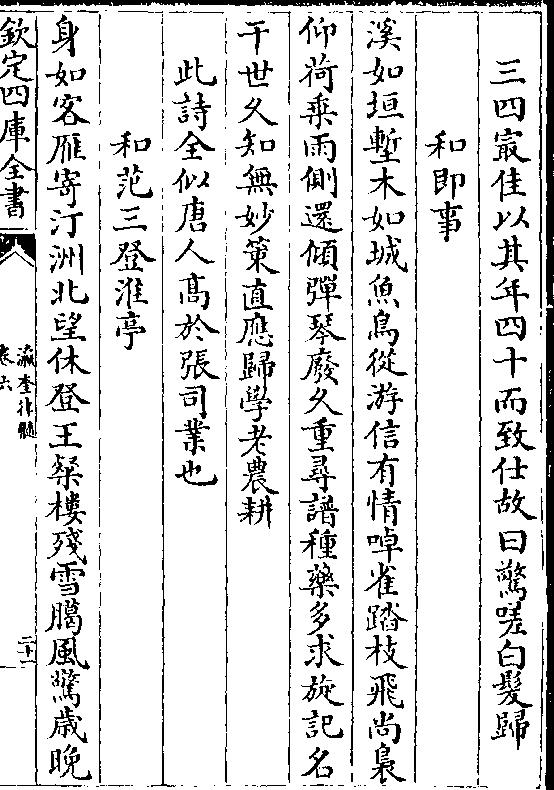 三四㝡佳以其年四十而致仕故曰驚嗟白髮歸
和即事
溪如垣塹木如城魚鳥從游信有情啅雀踏枝飛尚裊
仰荷乗雨側還傾彈琴廢久重尋譜種藥多求旋記名
干世久知無妙策直應歸學老農耕
此詩全似唐人髙於張司業也
和范三登淮亭
身如客雁寄汀洲北望休登王粲樓殘雪臈風驚歳晚
欽定四庫全書
瀛奎律髓
卷六
二十一